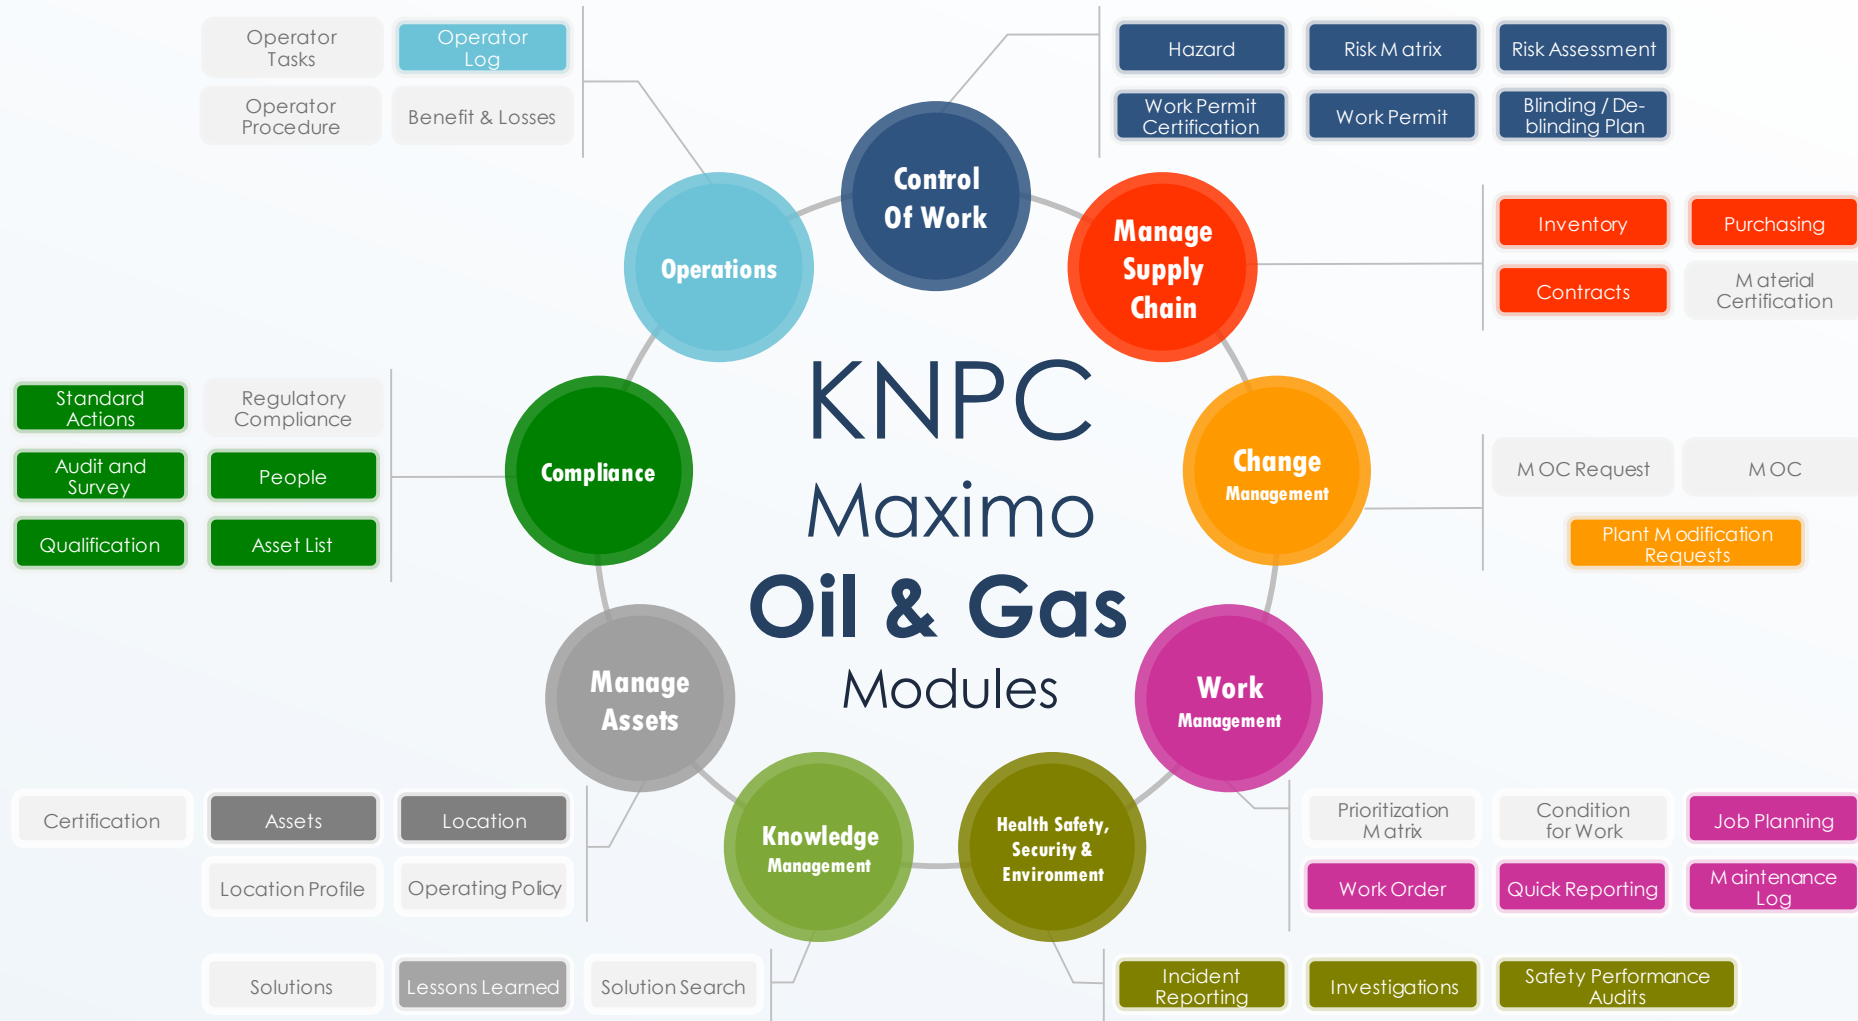 Operator
Tasks
Operator
Log
Operator
Procedure
Benefit & Losses
Hazard
Risk Matrix
Risk Assessment
Work Permit
Certification
Work Permit
Blinding / De-
blinding Plan
Control
Of Work
Operations
Manage
Supply
Chain
Inventory
Purchasing
Contracts
Material
Certification
Standard
Actions
Regulatory
Compliance
Audit and
Survey
People
Qualification
Asset List
Compliance
KNPC
Maximo
Oil & Gas
Modules
Change
Management
MOC Request
MOC
Plant Modification
Requests
Manage
Assets
Work
Management
Certification
Assets
Location
Location Profile
Operating Policy
Knowledge
Management
Health Safety,
Security &
Environment
Prioritization
Matrix
Condition
for Work
Job Planning
Work Order
Quick Reporting
Maintenance
Log
Solutions
Lessons Learned
Solution Search
Incident
Reporting
Investigations
Safety Performance
Audits